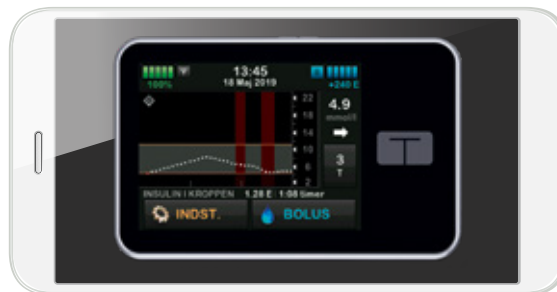 13:45
100% 18 Maj 2019 +240 E
22
18
14
10
6
2
4.9
mmol/l
3
T
INSULIN I KROPPEN 1.28 E 1:08 timer
INDST. BOLUS